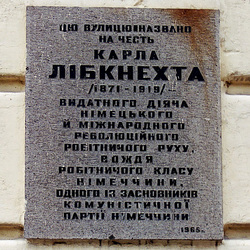 ЦЮ ВУЛИЦЮ НАЗВАНО
НА ЧЕСТЬ
КАРЛА
ЛІБКНЕХТА
/1871-1919/
ВИДАТНОГО ДІЯЧА
НІМЕЦЬКОГО
Й МІЖНАРОДНОГО
РЕВОЛЮЦІЙНОГО
РОБІТНИЧОГО РУХУ,
ВОЖДЯ
РОБІТНИЧОГО КЛАСУ
НІМЕЧЧИНИ,
ОДНОГО ІЗ ЗАСНОВНИКІВ
КОМУНІСТИЧНОЇ
ПАРТІЇ НІМЕЧЧИНИ
1965.